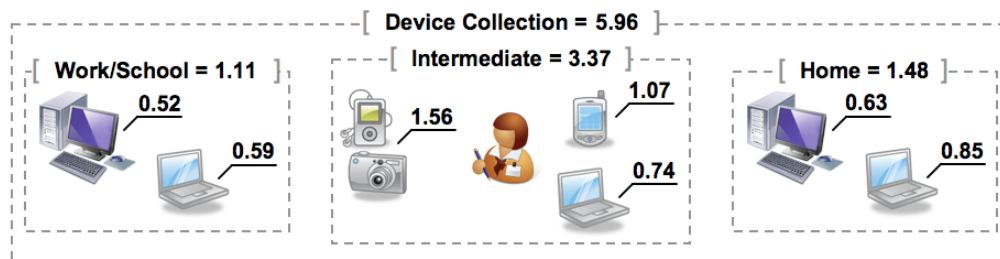 [ Device Collection = 5.96 ]
[ Work/School = 1.11 ]
0.52
0.59
[ Intermediate = 3.37 ]
1.56
1.07
0.74
[ Home = 1.48 ]
0.63
0.85